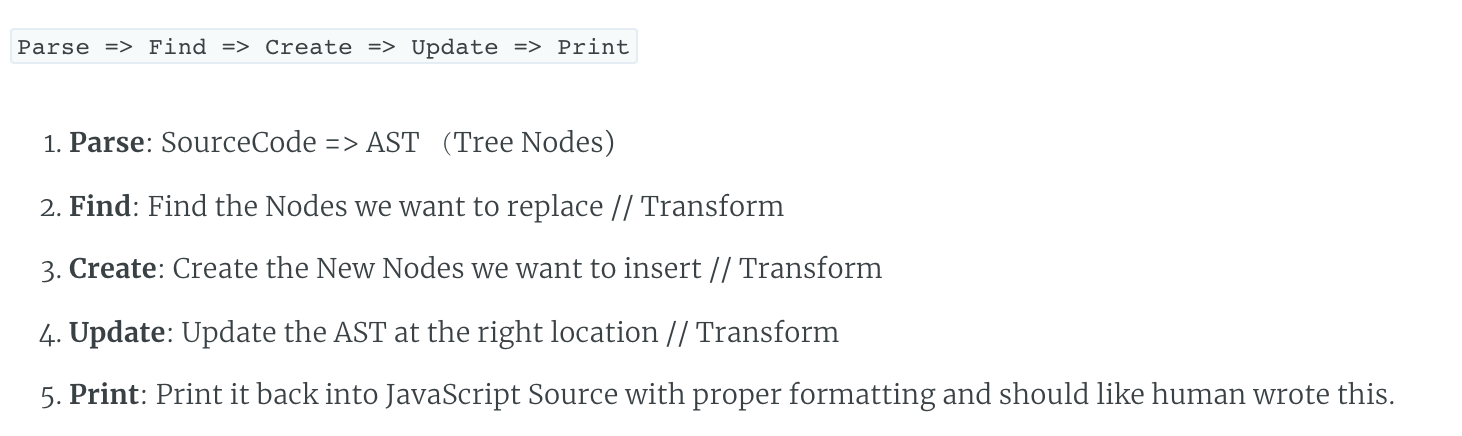 Parse => Find => Create => Update => Print
1. Parse: SourceCode => AST （Tree Nodes)
2. Find: Find the Nodes we want to replace // Transform
3. Create: Create the New Nodes we want to insert // Transform
4. Update: Update the AST at the right location // Transform
5. Print: Print it back into JavaScript Source with proper formatting and should like human wrote this.